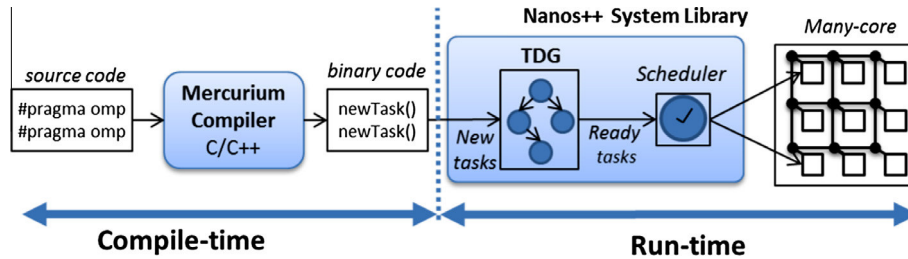 Nanos++ System Library
Many-core
source code
binary code
TDG
Scheduler
#pragma omp
#pragma omp
Mercurium
Compiler
C/C++
newTask()
newTask()
New
tasks
Ready
tasks
Compile-time
Run-time